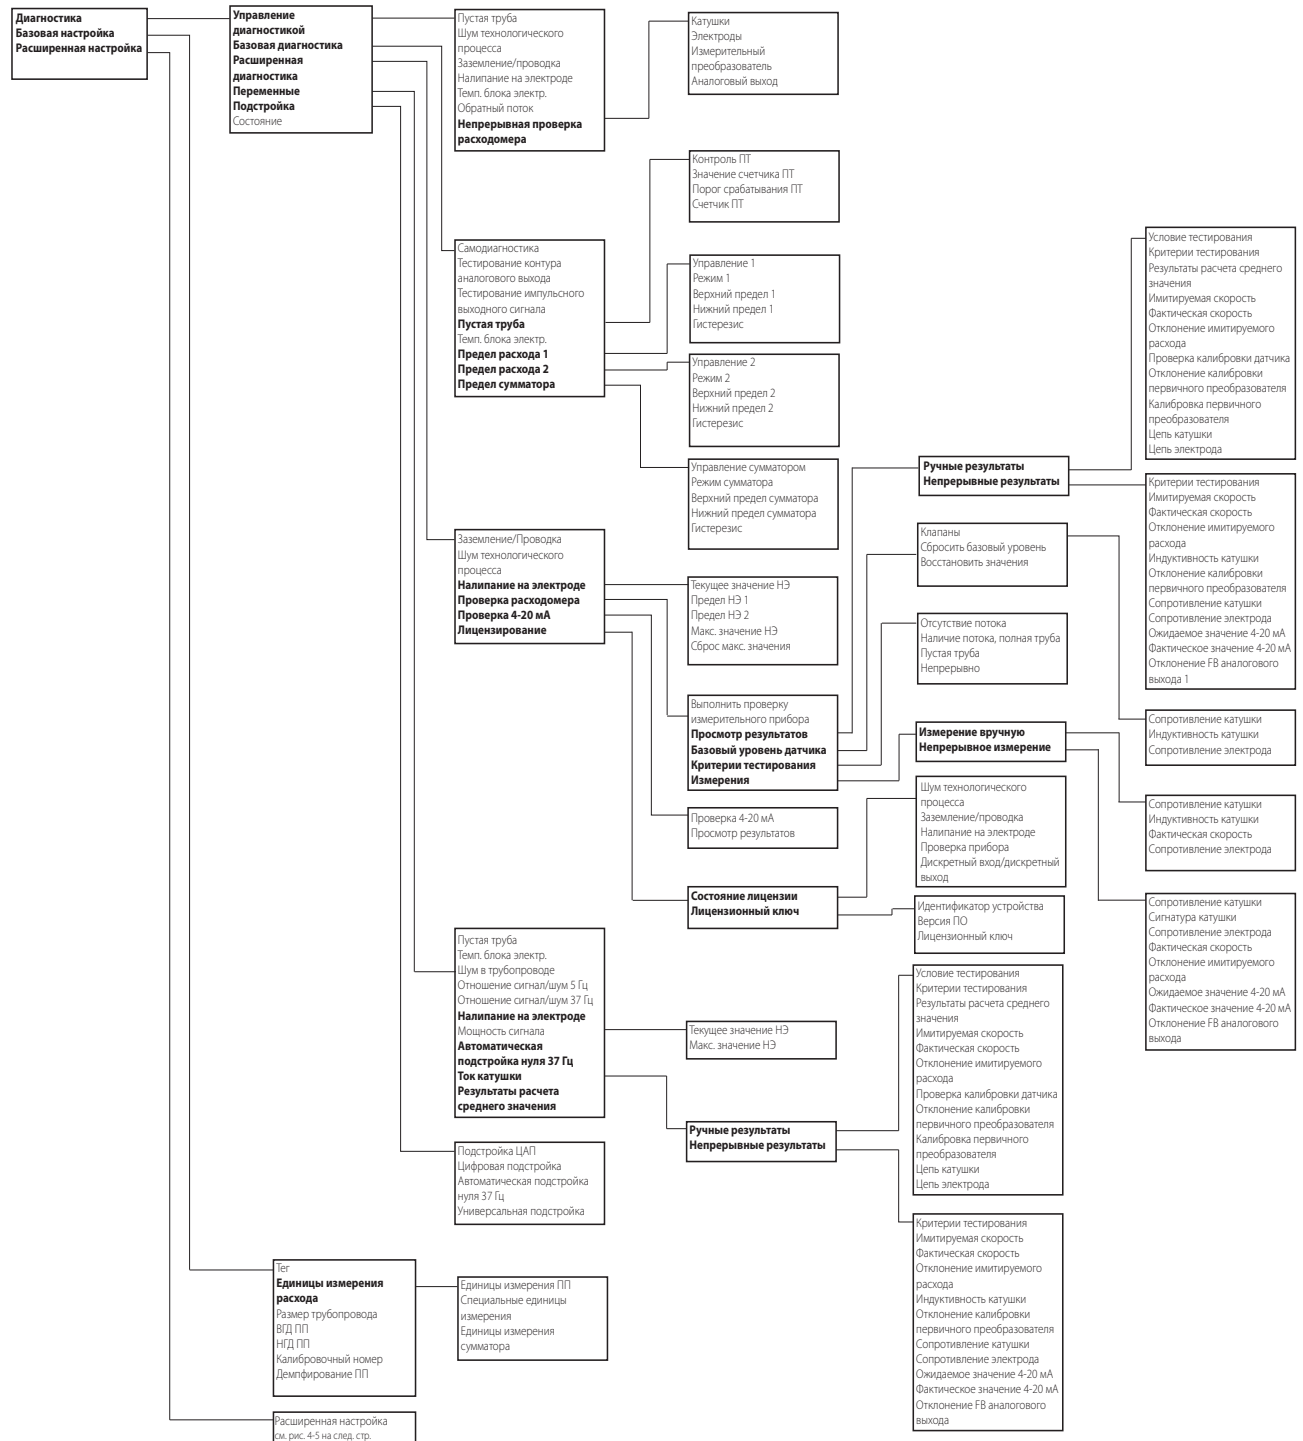 Диагностика
Базовая настройка
Расширенная настройка
Управление
диагностикой
Базовая диагностика
Расширенная
диагностика
Переменные
Подстройка
Состояние
Пустая труба
Шум технологического
процесса
Заземление/проводка
Налипание на электроде
Темп. блока электр.
Обратный поток
Непрерывная проверка
расходомера
Катушки
Электроды
Измерительный
преобразователь
Аналоговый выход
Самодиагностика
Тестирование контура
аналогового выхода
Тестирование импульсного
выходного сигнала
Пустая труба
Темп. блока электр.
Предел расхода 1
Предел расхода 2
Предел сумматора
Контроль ПТ
Значение счетчика ПТ
Порог срабатывания ПТ
Счетчик ПТ
Управление 1
Режим 1
Верхний предел 1
Нижний предел 1
Гистерезис
Управление 2
Режим 2
Верхний предел 2
Нижний предел 2
Гистерезис
Управление сумматором
Режим сумматора
Верхний предел сумматора
Нижний предел сумматора
Гистерезис
Заземление/Проводка
Шум технологического
процесса
Налипание на электроде
Проверка расходомера
Проверка 4-20 мА
Лицензирование
Текущее значение НЭ
Предел НЭ 1
Предел НЭ 2
Макс. значение НЭ
Сброс макс. значения
Выполнить проверку
измерительного прибора
Просмотр результатов
Базовый уровень датчика
Критерии тестирования
Измерения
Проверка 4-20 мА
Просмотр результатов
Состояние лицензии
Лицензионный ключ
Ручные результаты
Непрерывные результаты
Клапаны
Сбросить базовый уровень
Восстановить значения
Отсутствие потока
Наличие потока, полная труба
Пустая труба
Непрерывно
Измерение вручную
Непрерывное измерение
Шум технологического
процесса
Заземление/проводка
Налипание на электроде
Проверка прибора
Дискретный вход/дискретный
выход
Идентификатор устройства
Версия ПО
Лицензионный ключ
Условие тестирования
Критерии тестирования
Результаты расчета среднего
значения
Имитируемая скорость
Фактическая скорость
Отклонение имитируемого
расхода
Проверка калибровки датчика
Отклонение калибровки
первичного преобразователя
Калибровка первичного
преобразователя
Цепь катушки
Цепь электрода
Критерии тестирования
Имитируемая скорость
Фактическая скорость
Отклонение имитируемого
расхода
Индуктивность катушки
Отклонение калибровки
первичного преобразователя
Сопротивление катушки
Сопротивление электрода
Ожидаемое значение 4-20 мА
Фактическое значение 4-20 мА
Отклонение FB аналогового
выхода 1
Сопротивление катушки
Индуктивность катушки
Сопротивление электрода
Сопротивление катушки
Индуктивность катушки
Фактическая скорость
Сопротивление электрода
Сопротивление катушки
Сигнатура катушки
Сопротивление электрода
Фактическая скорость
Отклонение имитируемого
расхода
Ожидаемое значение 4-20 мА
Фактическое значение 4-20 мА
Отклонение FB аналогового
выхода
Пустая труба
Темп. блока электр.
Шум в трубопроводе
Отношение сигнал/шум 5 Гц
Отношение сигнал/шум 37 Гц
Налипание на электроде
Мощность сигнала
Автоматическая
подстройка нуля 37 Гц
Ток катушки
Результаты расчета
среднего значения
Текущее значение НЭ
Макс. значение НЭ
Ручные результаты
Непрерывные результаты
Условие тестирования
Критерии тестирования
Результаты расчета среднего
значения
Имитируемая скорость
Фактическая скорость
Отклонение имитируемого
расхода
Проверка калибровки датчика
Отклонение калибровки
первичного преобразователя
Калибровка первичного
преобразователя
Цепь катушки
Цепь электрода
Критерии тестирования
Имитируемая скорость
Фактическая скорость
Отклонение имитируемого
расхода
Индуктивность катушки
Отклонение калибровки
первичного преобразователя
Сопротивление катушки
Сопротивление электрода
Ожидаемое значение 4-20 мА
Фактическое значение 4-20 мА
Отклонение FB аналогового
выхода
Подстройка ЦАП
Цифровая подстройка
Автоматическая подстройка
нуля 37 Гц
Универсальная подстройка
Тег
Единицы измерения
расхода
Размер трубопровода
ВГД ПП
НГД ПП
Калибровочный номер
Демпфирование ПП
Единицы измерения ПП
Специальные единицы
измерения
Единицы измерения
сумматора
Расширенная настройка
см. рис. 4-5 на след. стр.